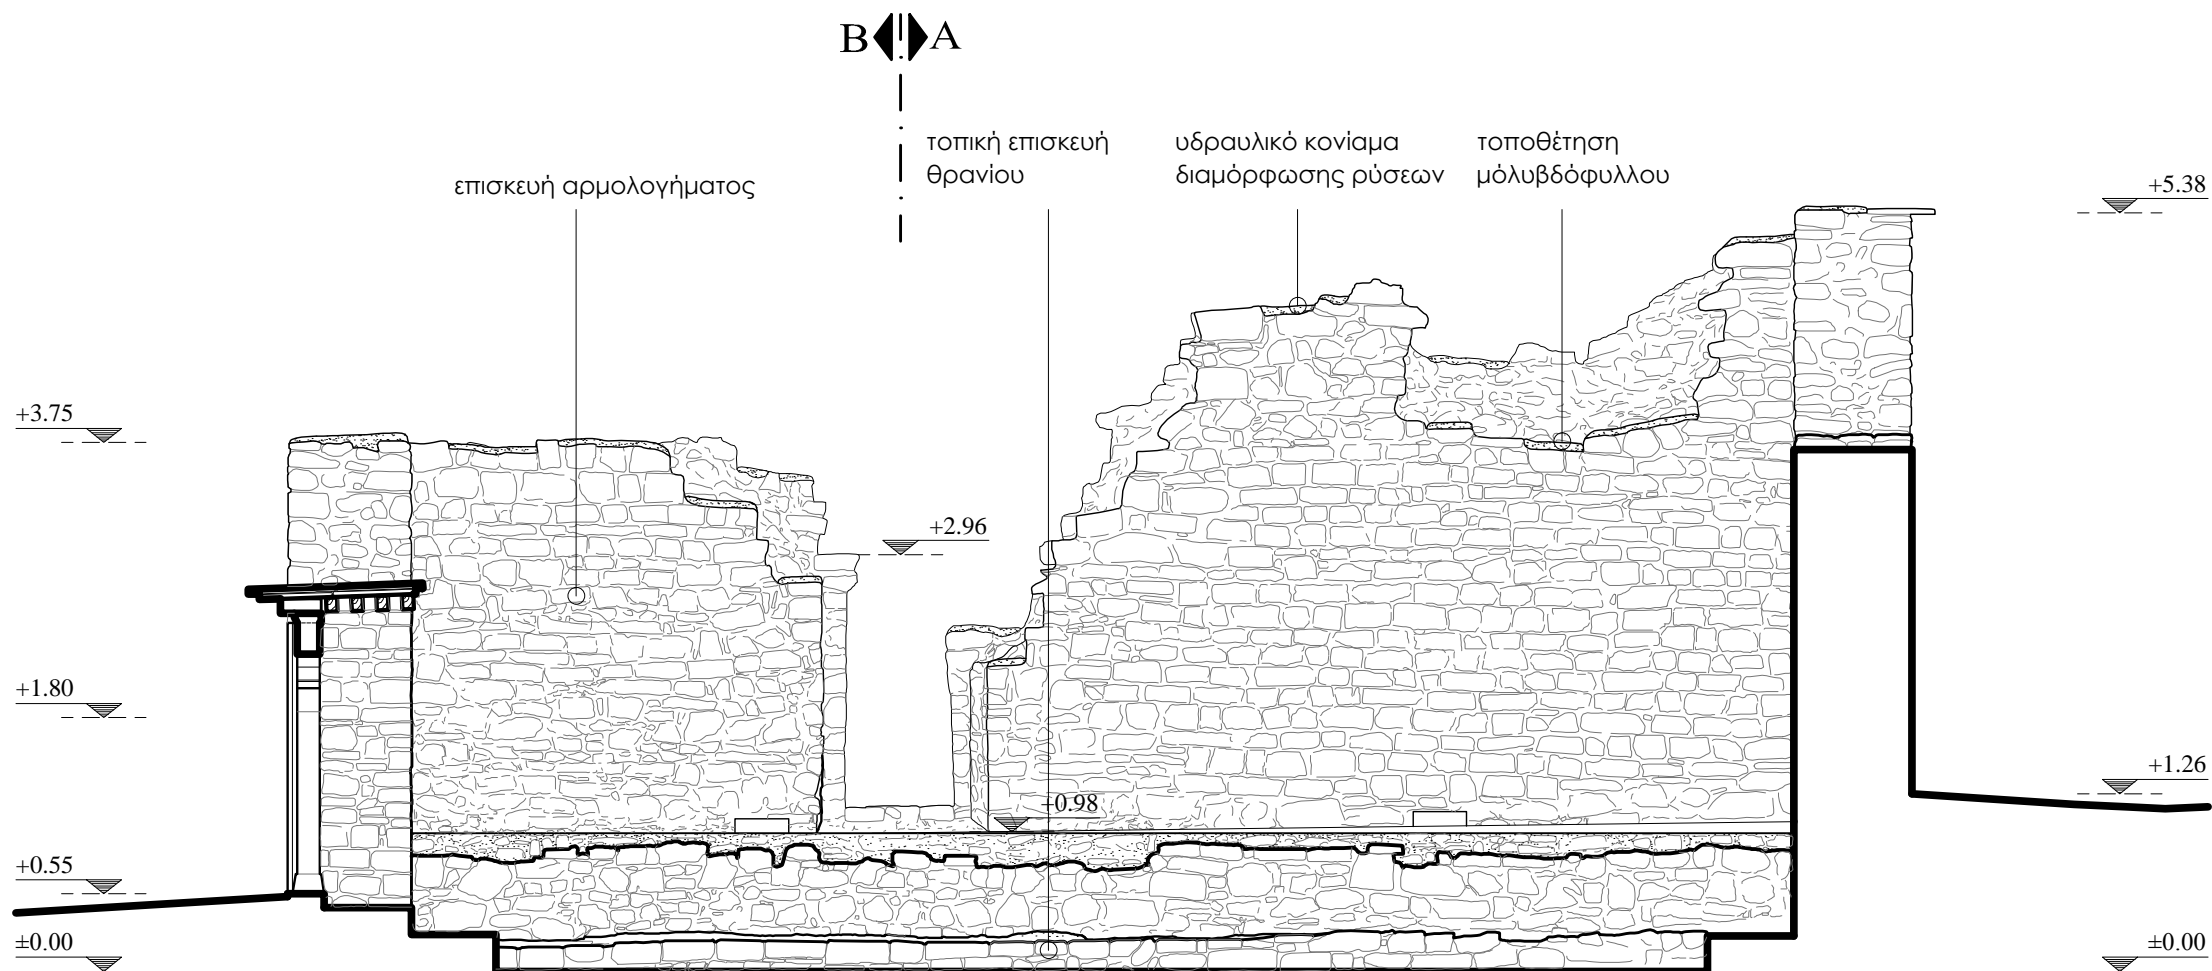 B A
τοπική επισκευή
θρανίου
υδραυλικό κονίαμα
διαμόρφωσης ρύσεων
τοποθέτηση
μόλυβδόφυλλου
επισκευή αρμολογήματος
+5.38
+3.75
+2.96
+1.80
+1.26
+0.98
+0.55
±0.00
±0.00